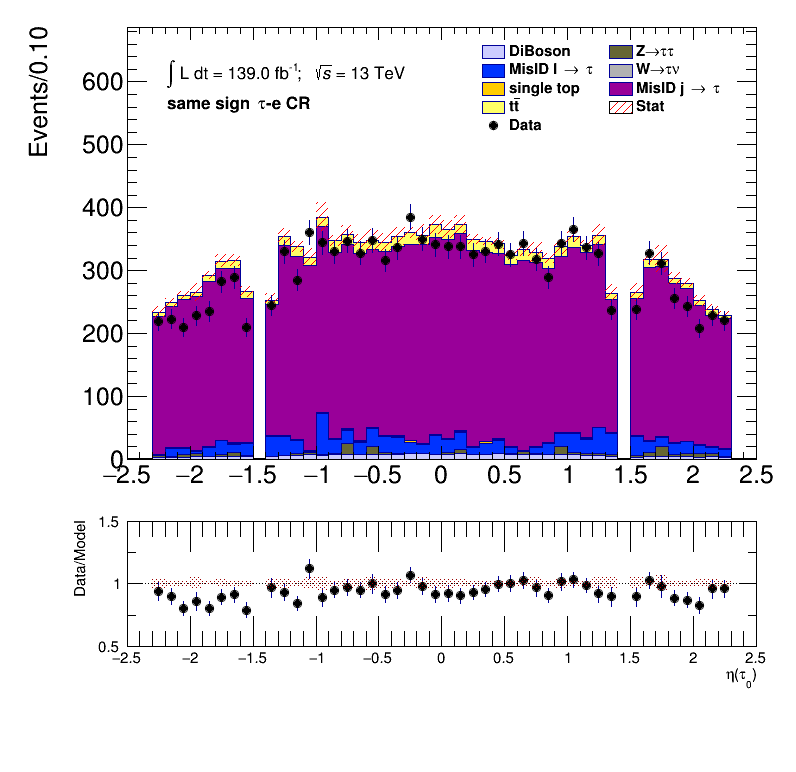 Events/0.10
∫ L dt = 139.0 fb⁻¹; √s = 13 TeV
same sign τ-e CR
DiBoson
MisID l → τ
single top
tt̄
Data
Z→ττ
W→τν
MisID j → τ
Stat
600
500
400
300
200
100
0
−2.5 −2 −1.5 −1 −0.5 0 0.5 1 1.5 2 2.5
Data/Model
1.5
1
0.5
−2.5 −2 −1.5 −1 −0.5 0 0.5 1 1.5 2 2.5
η(τ₀)